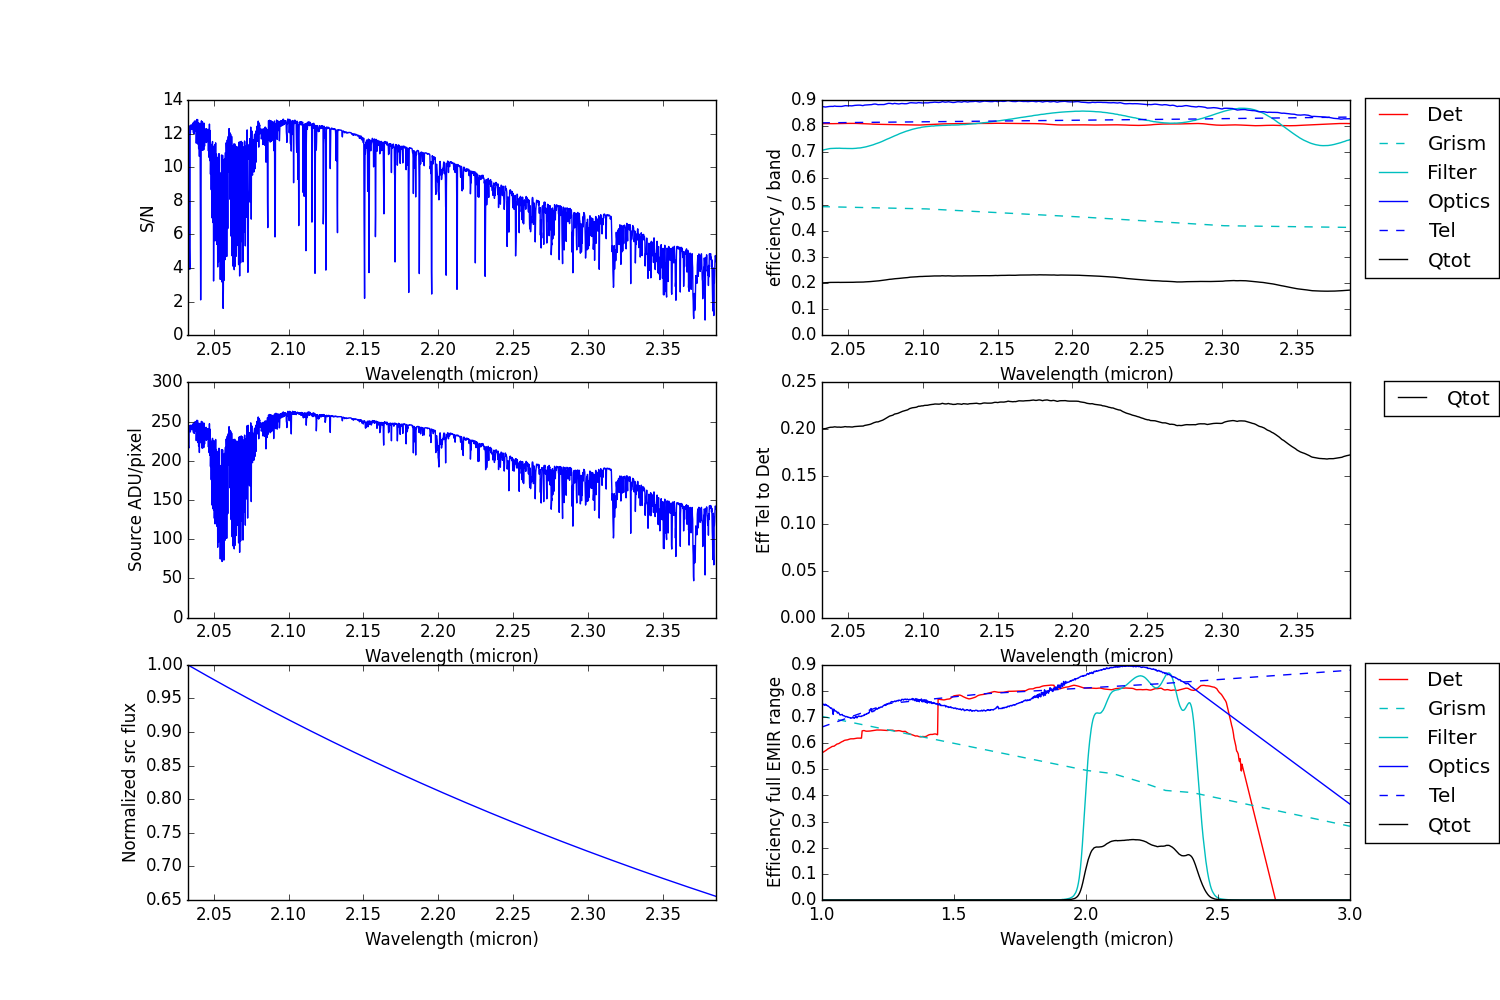 14
12
10
8
6
4
2
0
S/N
2.05 2.10 2.15 2.20 2.25 2.30 2.35
Wavelength (micron)
0.9
0.8
0.7
0.6
0.5
0.4
0.3
0.2
0.1
0.0
efficiency / band
2.05 2.10 2.15 2.20 2.25 2.30 2.35
Wavelength (micron)
Det
Grism
Filter
Optics
Tel
Qtot
300
250
200
150
100
50
0
Source ADU/pixel
2.05 2.10 2.15 2.20 2.25 2.30 2.35
Wavelength (micron)
0.25
0.20
0.15
0.10
0.05
0.00
Eff Tel to Det
2.05 2.10 2.15 2.20 2.25 2.30 2.35
Wavelength (micron)
Qtot
1.00
0.95
0.90
0.85
0.80
0.75
0.70
0.65
Normalized src flux
2.05 2.10 2.15 2.20 2.25 2.30 2.35
Wavelength (micron)
0.9
0.8
0.7
0.6
0.5
0.4
0.3
0.2
0.1
0.0
Efficiency full EMIR range
1.0 1.5 2.0 2.5 3.0
Wavelength (micron)
Det
Grism
Filter
Optics
Tel
Qtot